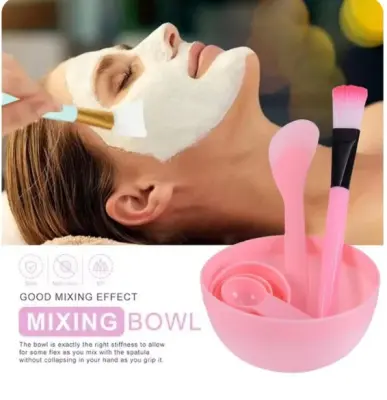 GOOD MIXING EFFECT
MIXING BOWL
The bowl is exactly the right stiffness to allow
for some flex as you mix with the spatula
without collapsing in your hand as you grip it.